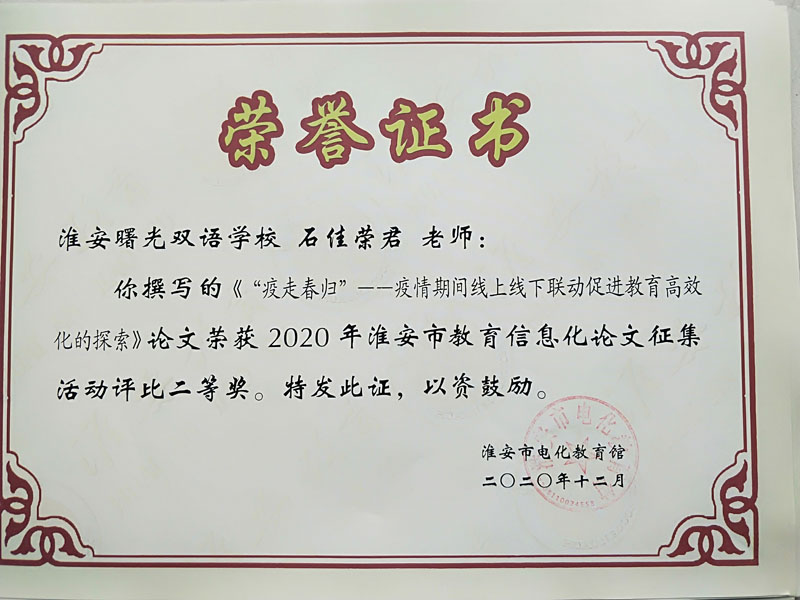 荣誉证书
淮安曙光双语学校 石佳荣君 老师：
你撰写的《“疫走春归”——疫情期间线上线下联动促进教育高效
化的探索》论文荣获2020年淮安市教育信息化论文征集
活动评比二等奖。特发此证，以资鼓励。
淮安市电化教育馆
二〇二〇年十二月